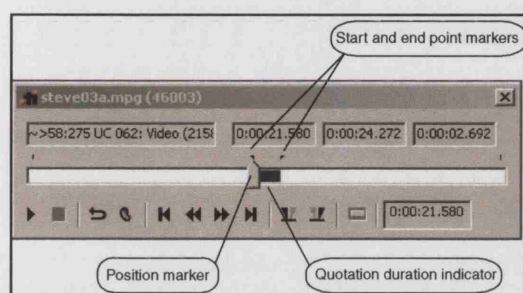 Start and end point markers
steve03a.mpg (46003)
~>58:275 UC 062: Video (2158 0:00:21.580 0:00:24.272 0:00:02.692
0:00:21.580
Position marker Quotation duration indicator